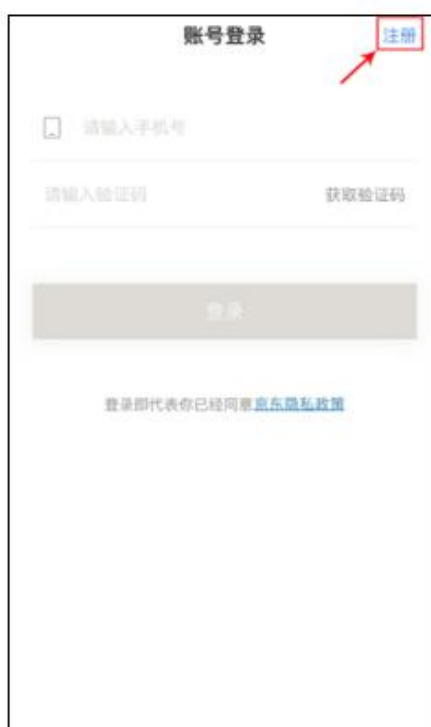 账号登录
注册
请输入手机号
请输入验证码
获取验证码
登录
登录即代表你已经同意京东隐私政策